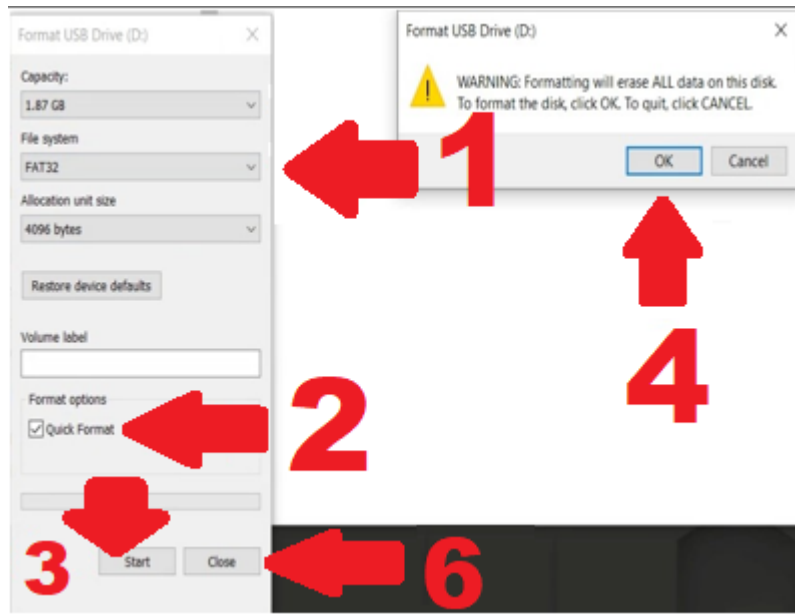 Format USB Drive (D:)
Capacity:
1.87 GB
File system
FAT32
Allocation unit size
4096 bytes
Restore device defaults
Volume label
Format options
Quick Format
Start
Close
Format USB Drive (D:)
WARNING: Formatting will erase ALL data on this disk.
To format the disk, click OK. To quit, click CANCEL.
OK
Cancel
1
2
3
4
6